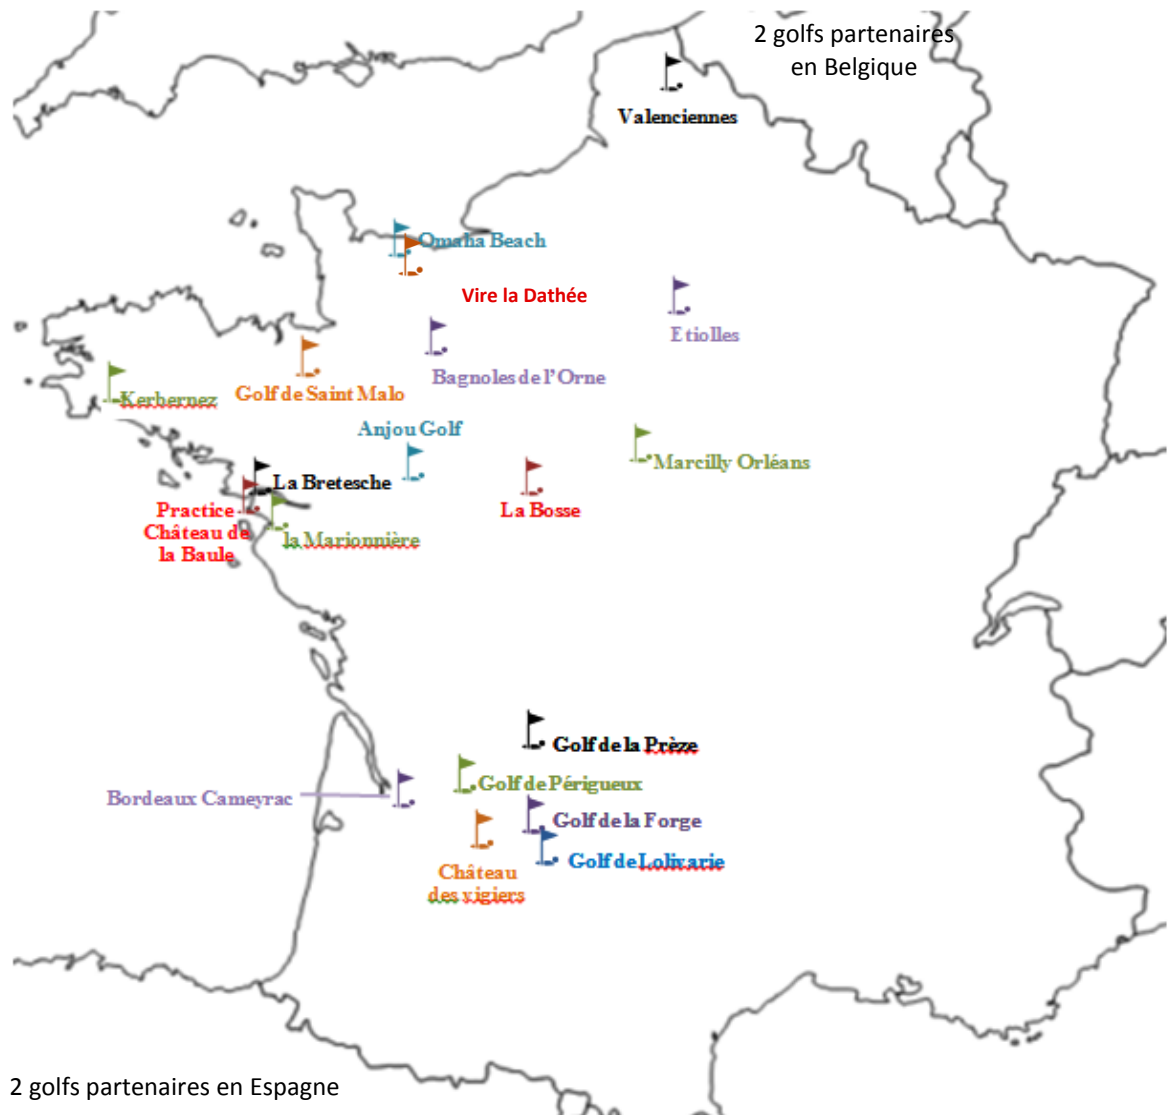 2 golfs partenaires
en Belgique
Valenciennes
Omaha Beach
Vire la Dathée
Etiolles
Bagnoles de l'Orne
Golf de Saint Malo
Kerbernez
Anjou Golf
Marcilly Orléans
La Bretesche
La Bosse
Practice
Château de
la Baule
la Marionnière
Golf de la Prèze
Golf de Périgueux
Bordeaux Cameyrac
Golf de la Forge
Golf de Lolivarie
Château
des vigiers
2 golfs partenaires en Espagne